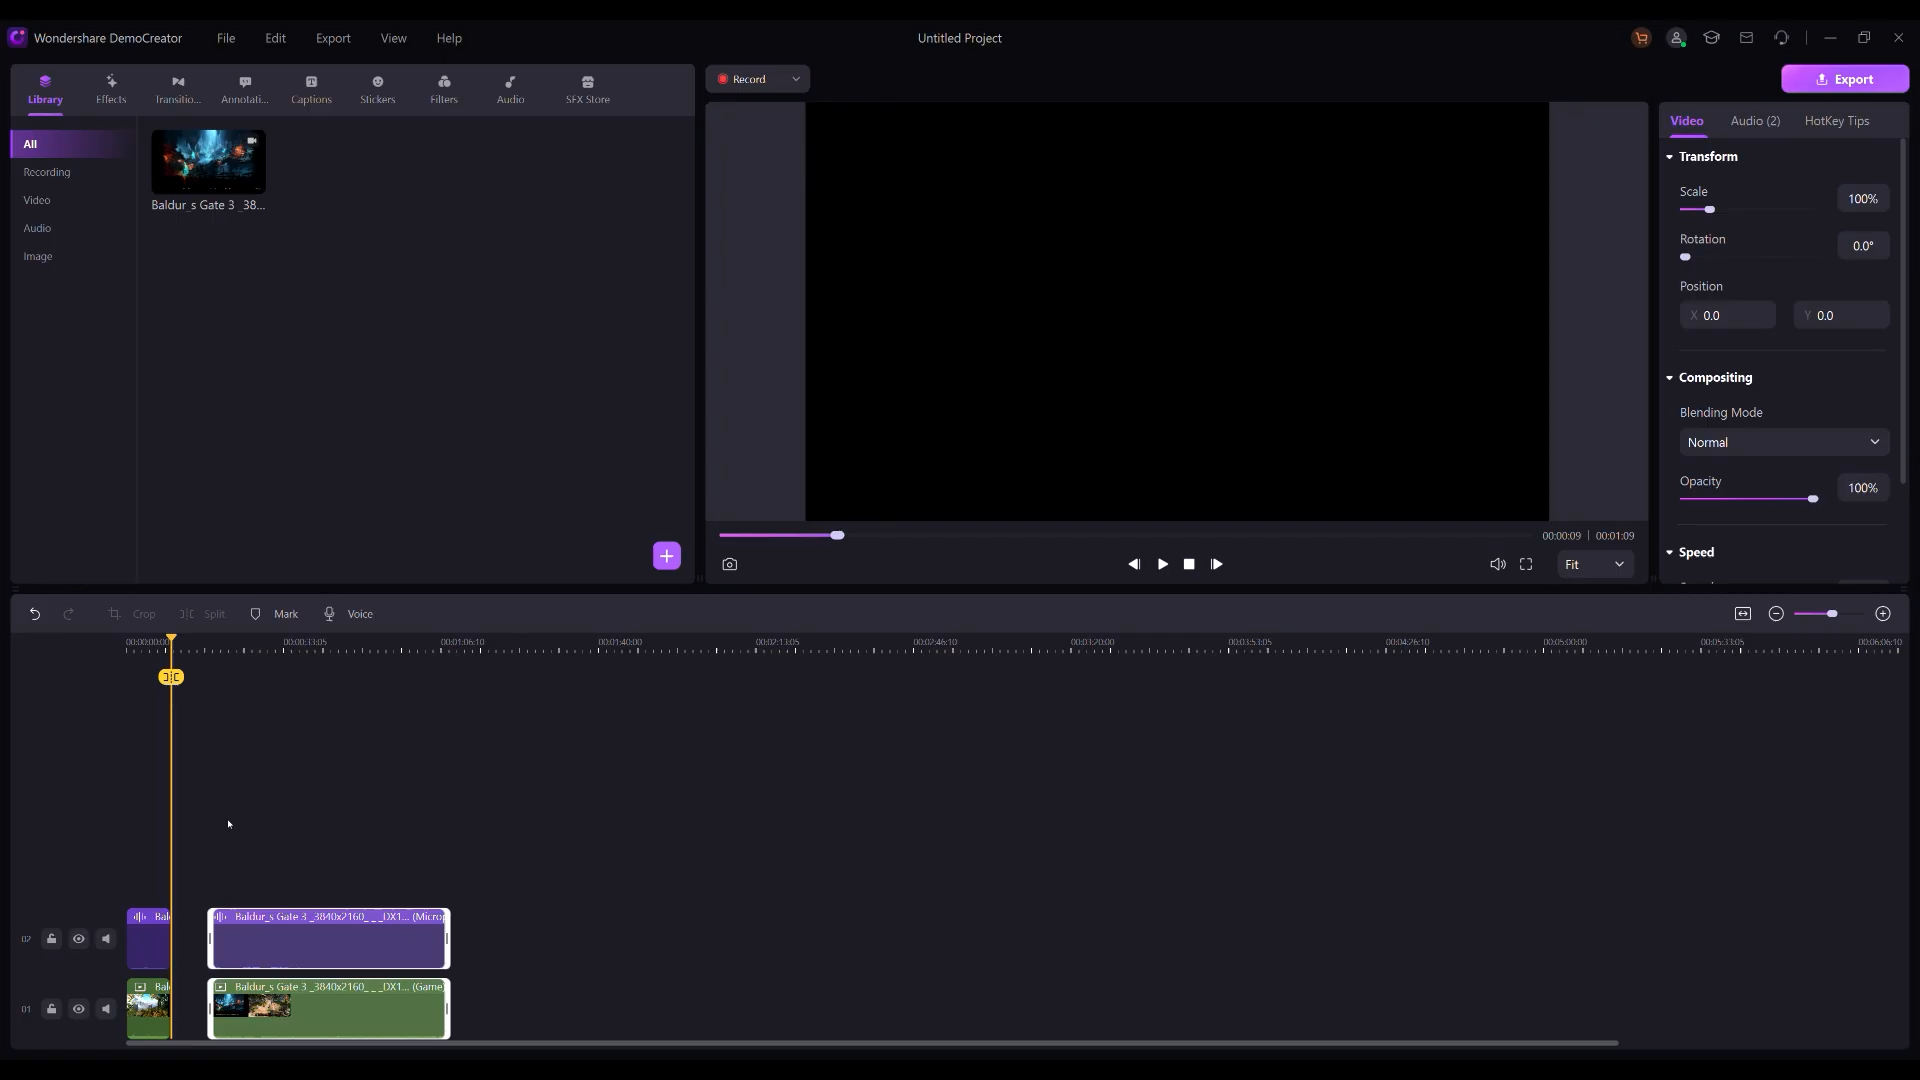 Wondershare DemoCreator
File
Edit
Export
View
Help
Untitled Project
Library
Effects
Transitio...
Annotati...
Captions
Stickers
Filters
Audio
SFX Store
Record
Export
All
Recording
Video
Audio
Image
Baldur_s Gate 3 _38...
Video
Audio (2)
HotKey Tips
Transform
Scale
100%
Rotation
0.0°
Position
X 0.0
Y 0.0
Compositing
Blending Mode
Normal
Opacity
100%
Speed
00:00:09 | 00:01:09
Fit
Crop
Split
Mark
Voice
00:00:00:00
00:00:33:05
00:01:06:10
00:01:40:00
00:02:13:05
00:02:46:10
00:03:20:00
00:03:53:05
00:04:26:10
00:05:00:00
00:05:33:05
00:06:06:10
02
Bal
Baldur_s Gate 3 _3840x2160_ _ _DX1... (Microp
01
Bal
Baldur_s Gate 3 _3840x2160_ _ _DX1... (Game)